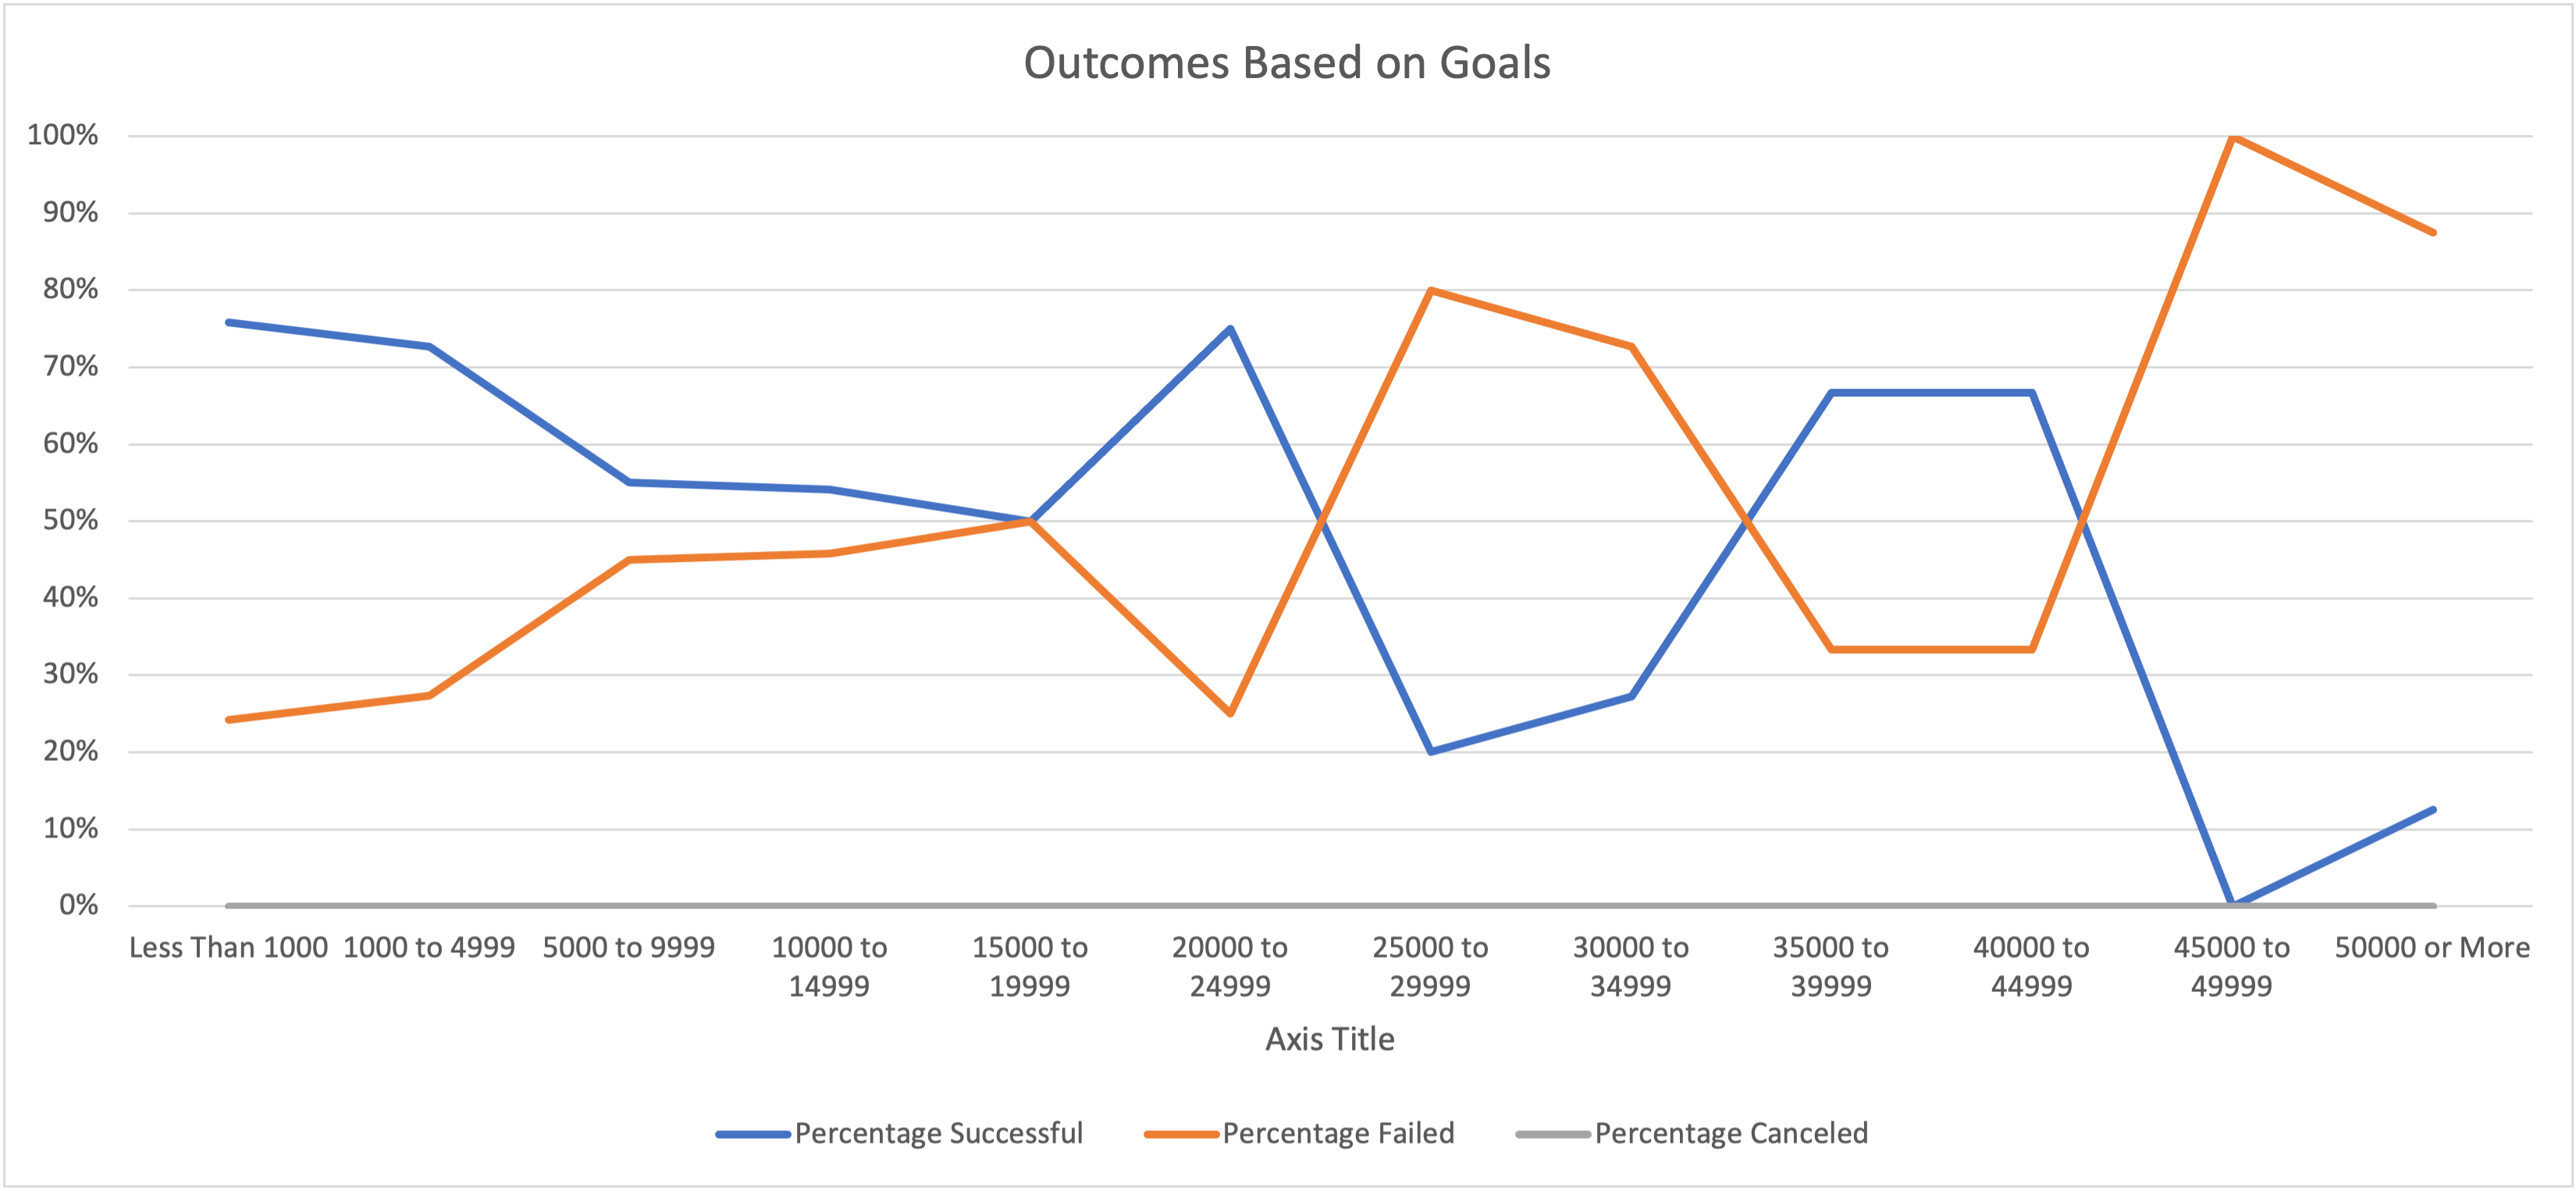 Outcomes Based on Goals
100%
90%
80%
70%
60%
50%
40%
30%
20%
10%
0%
Less Than 1000 1000 to 4999 5000 to 9999 10000 to 15000 to 20000 to 25000 to 30000 to 35000 to 40000 to 45000 to 50000 or More
14999 19999 24999 29999 34999 39999 44999 49999
Axis Title
Percentage Successful Percentage Failed Percentage Canceled